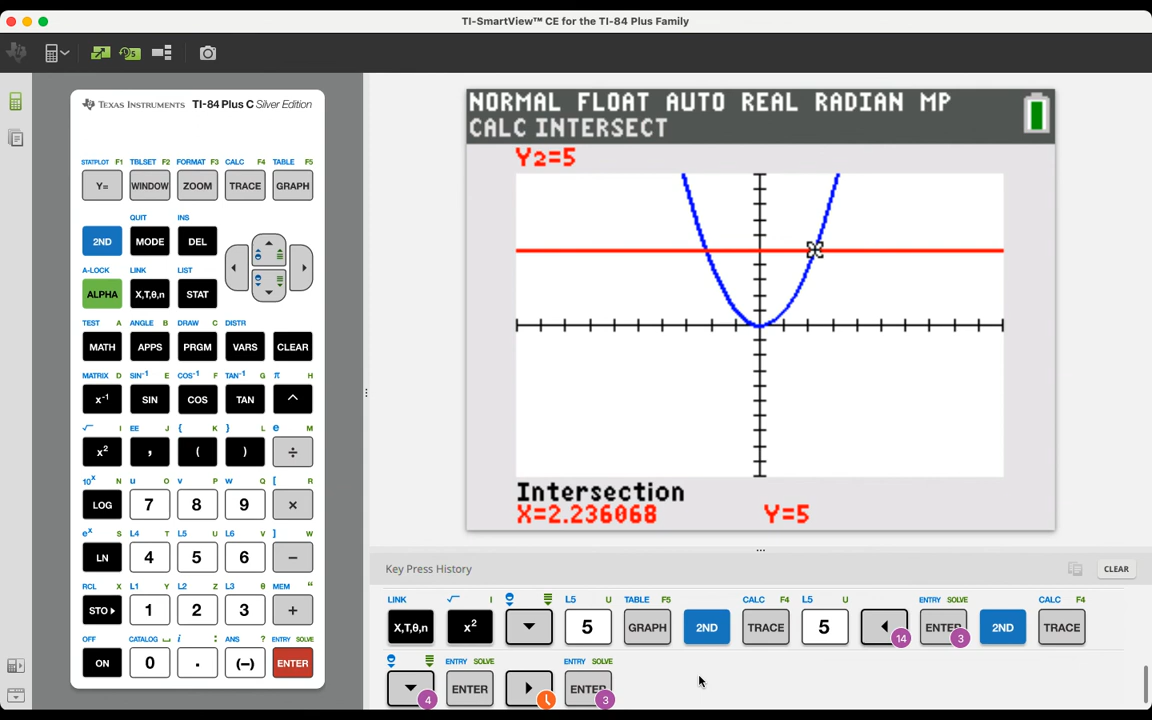 TI-SmartView™ CE for the TI-84 Plus Family
TEXAS INSTRUMENTS TI-84 Plus C Silver Edition
STATPLOT F1 TBLSET F2 FORMAT F3 CALC F4 TABLE F5
Y= WINDOW ZOOM TRACE GRAPH
QUIT INS
2ND MODE DEL
A-LOCK LINK LIST
ALPHA X,T,θ,n STAT
TEST A ANGLE B DRAW C DISTR
MATH APPS PRGM VARS CLEAR
MATRIX D SIN⁻¹ E COS⁻¹ F TAN⁻¹ G π H
x⁻¹ SIN COS TAN ^
√ I EE J { K } L e M
x² , ( ) ÷
10ˣ N u O v P w Q [ R
LOG 7 8 9 ×
eˣ S L4 T L5 U L6 V ] W
LN 4 5 6 −
RCL X L1 Y L2 Z L3 θ MEM "
STO▸ 1 2 3 +
OFF CATALOG ⎵ i : ANS ? ENTRY SOLVE
ON 0 . (−) ENTER
NORMAL FLOAT AUTO REAL RADIAN MP
CALC INTERSECT
Y2=5
Intersection
X=2.236068 Y=5
Key Press History CLEAR
LINK √ I L5 U TABLE F5 CALC F4 L5 U ENTRY SOLVE CALC F4
X,T,θ,n x² 5 GRAPH 2ND TRACE 5 14 ENTER 3 2ND TRACE
ENTRY SOLVE ENTRY SOLVE
4 ENTER ENTER 3